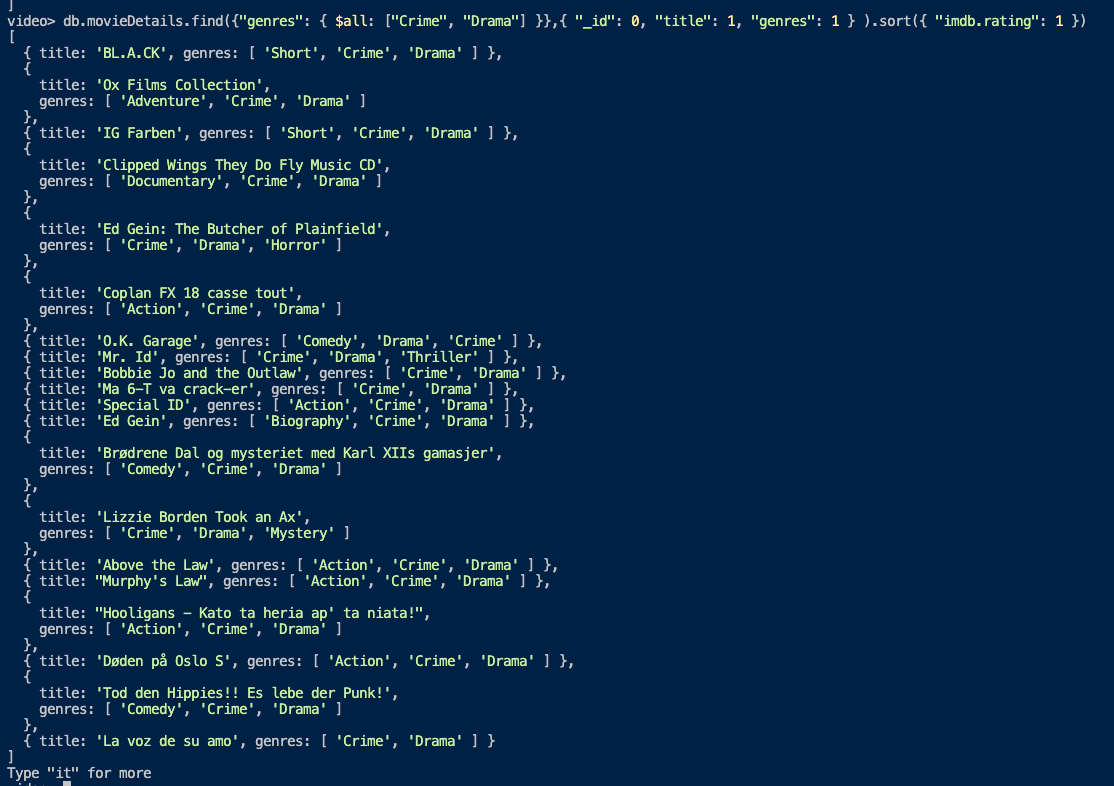 ]
video> db.movieDetails.find({"genres": { $all: ["Crime", "Drama"] }},{ "_id": 0, "title": 1, "genres": 1 } ).sort({ "imdb.rating": 1 })
[
  { title: 'BL.A.CK', genres: [ 'Short', 'Crime', 'Drama' ] },
  {
    title: 'Ox Films Collection',
    genres: [ 'Adventure', 'Crime', 'Drama' ]
  },
  { title: 'IG Farben', genres: [ 'Short', 'Crime', 'Drama' ] },
  {
    title: 'Clipped Wings They Do Fly Music CD',
    genres: [ 'Documentary', 'Crime', 'Drama' ]
  },
  {
    title: 'Ed Gein: The Butcher of Plainfield',
    genres: [ 'Crime', 'Drama', 'Horror' ]
  },
  {
    title: 'Coplan FX 18 casse tout',
    genres: [ 'Action', 'Crime', 'Drama' ]
  },
  { title: 'O.K. Garage', genres: [ 'Comedy', 'Drama', 'Crime' ] },
  { title: 'Mr. Id', genres: [ 'Crime', 'Drama', 'Thriller' ] },
  { title: 'Bobbie Jo and the Outlaw', genres: [ 'Crime', 'Drama' ] },
  { title: 'Ma 6-T va crack-er', genres: [ 'Crime', 'Drama' ] },
  { title: 'Special ID', genres: [ 'Action', 'Crime', 'Drama' ] },
  { title: 'Ed Gein', genres: [ 'Biography', 'Crime', 'Drama' ] },
  {
    title: 'Brødrene Dal og mysteriet med Karl XIIs gamasjer',
    genres: [ 'Comedy', 'Crime', 'Drama' ]
  },
  {
    title: 'Lizzie Borden Took an Ax',
    genres: [ 'Crime', 'Drama', 'Mystery' ]
  },
  { title: 'Above the Law', genres: [ 'Action', 'Crime', 'Drama' ] },
  { title: "Murphy's Law", genres: [ 'Action', 'Crime', 'Drama' ] },
  {
    title: "Hooligans - Kato ta heria ap' ta niata!",
    genres: [ 'Action', 'Crime', 'Drama' ]
  },
  { title: 'Døden på Oslo S', genres: [ 'Action', 'Crime', 'Drama' ] },
  {
    title: 'Tod den Hippies!! Es lebe der Punk!',
    genres: [ 'Comedy', 'Crime', 'Drama' ]
  },
  { title: 'La voz de su amo', genres: [ 'Crime', 'Drama' ] }
]
Type "it" for more